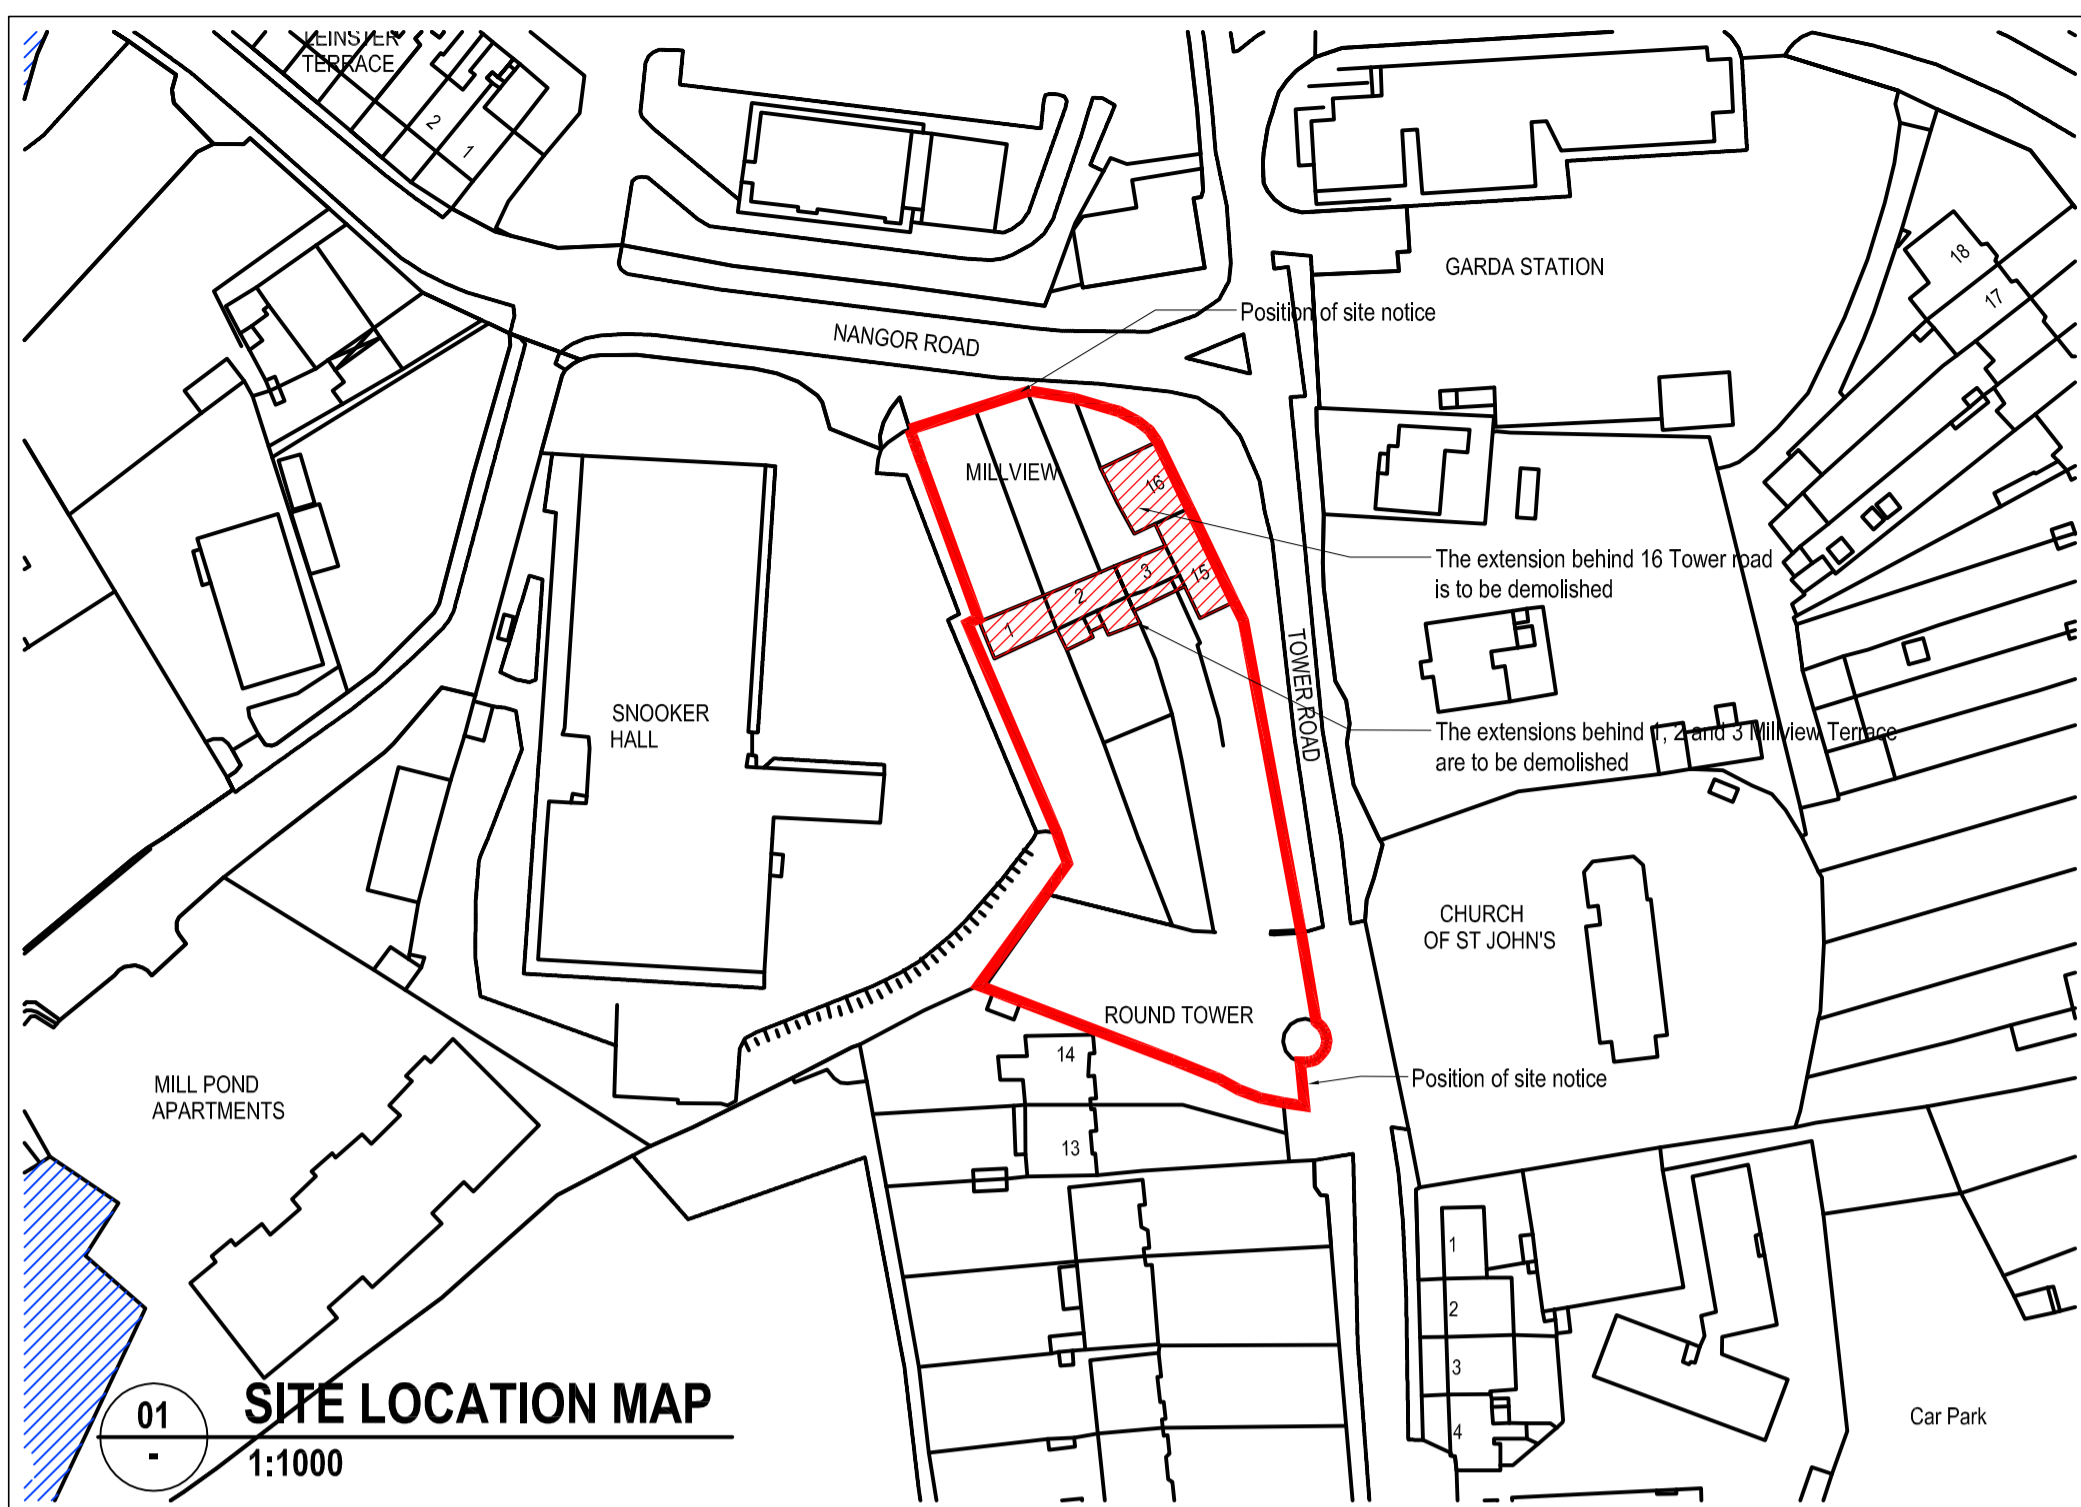 LEINSTER
TERRACE
2
1
GARDA STATION
18
17
Position of site notice
NANGOR ROAD
MILLVIEW
16
The extension behind 16 Tower road
is to be demolished
3
15
2
1
TOWER ROAD
SNOOKER
HALL
The extensions behind 1, 2 and 3 Millview Terrace
are to be demolished
CHURCH
OF ST JOHN'S
ROUND TOWER
14
Position of site notice
MILL POND
APARTMENTS
13
1
2
3
4
Car Park
01
-
SITE LOCATION MAP
1:1000